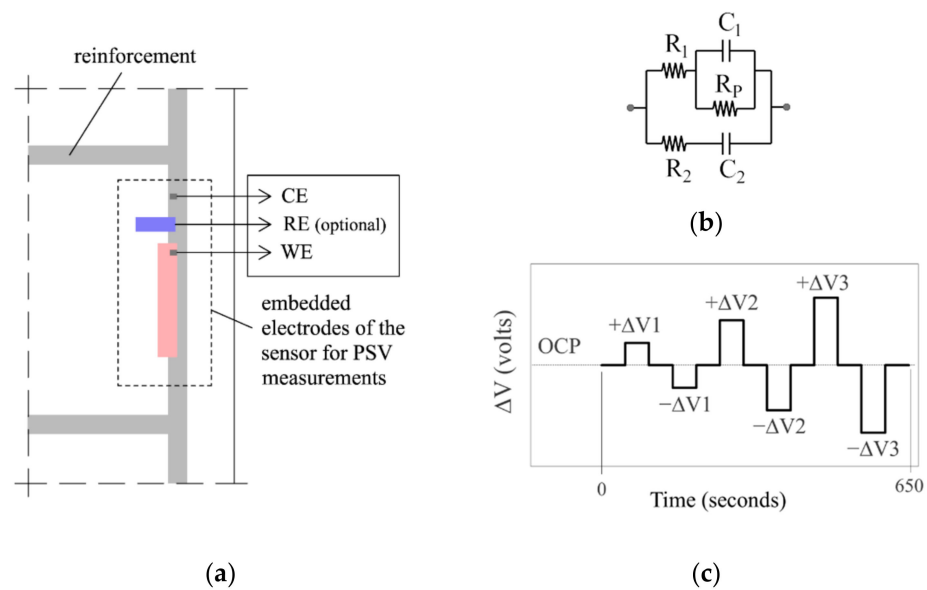 reinforcement
CE
RE (optional)
WE
embedded
electrodes of the
sensor for PSV
measurements
(a)
C1
R1
RP
R2
C2
(b)
ΔV (volts)
OCP
+ΔV1
−ΔV1
+ΔV2
−ΔV2
+ΔV3
−ΔV3
0
650
Time (seconds)
(c)